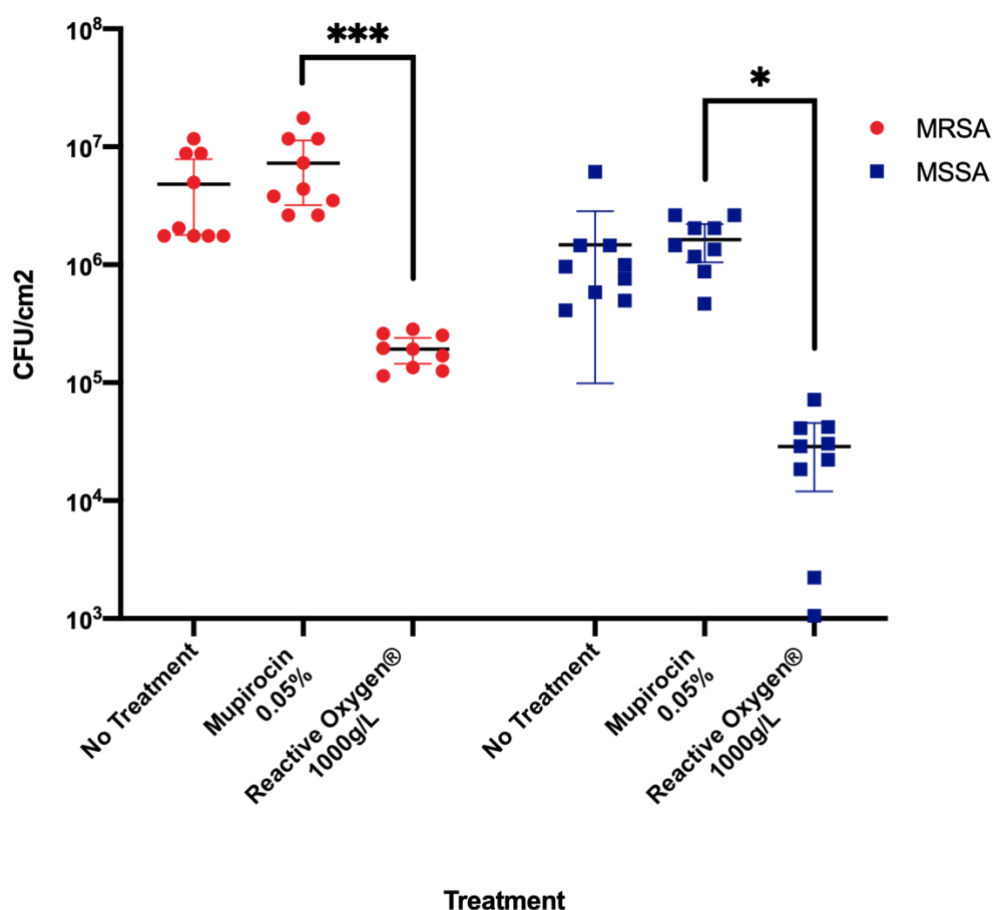 CFU/cm2
10⁸
10⁷
10⁶
10⁵
10⁴
10³
***
*
MRSA
MSSA
No Treatment
Mupirocin
0.05%
Reactive Oxygen®
1000g/L
No Treatment
Mupirocin
0.05%
Reactive Oxygen®
1000g/L
Treatment